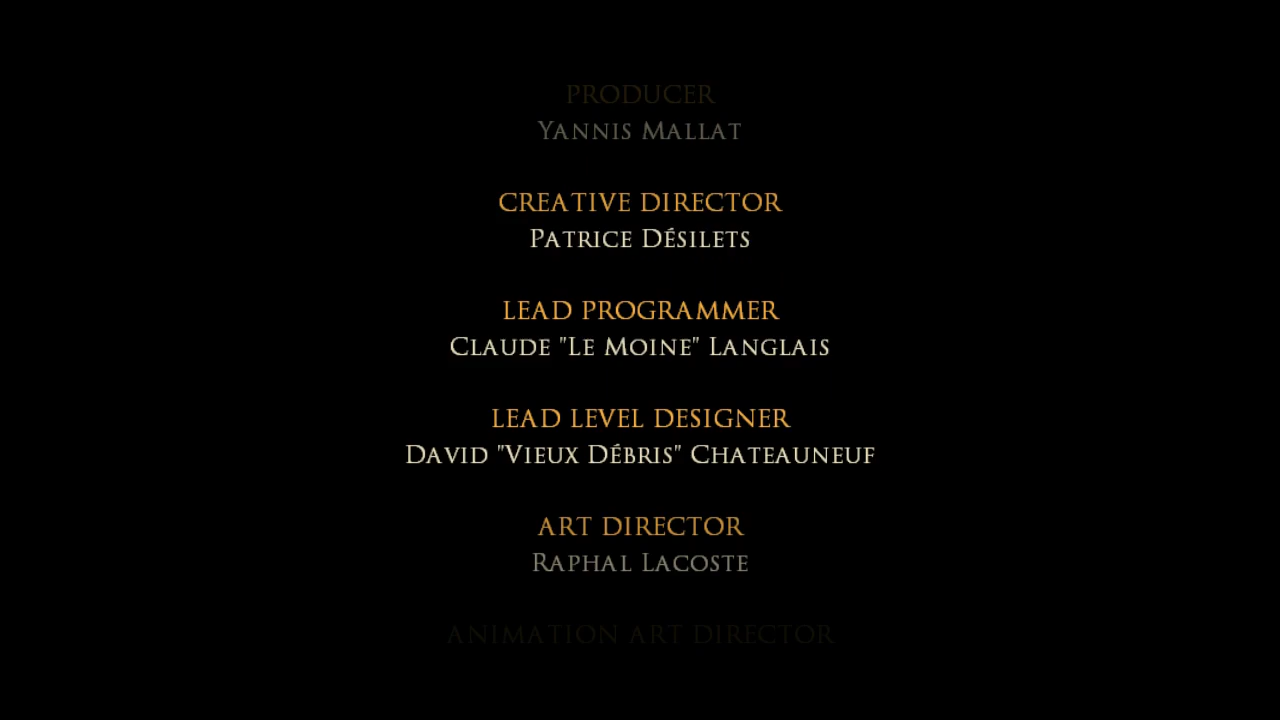 PRODUCER
YANNIS MALLAT
CREATIVE DIRECTOR
PATRICE DÉSILETS
LEAD PROGRAMMER
CLAUDE "LE MOINE" LANGLAIS
LEAD LEVEL DESIGNER
DAVID "VIEUX DÉBRIS" CHATEAUNEUF
ART DIRECTOR
RAPHAL LACOSTE
ANIMATION ART DIRECTOR